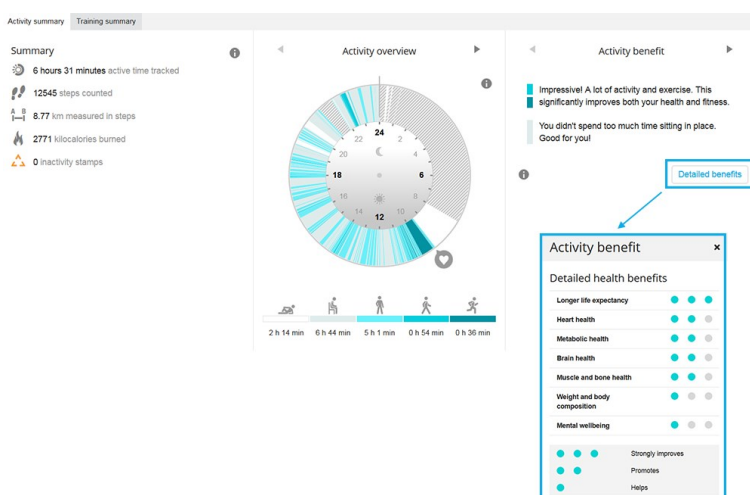 Activity summary
Training summary
Summary
6 hours 31 minutes active time tracked
12545 steps counted
A B
8.77 km measured in steps
2771 kilocalories burned
0 inactivity stamps
Activity overview
24
22 2
20 4
18 6
16 8
14 10
12
2 h 14 min 6 h 44 min 5 h 1 min 0 h 54 min 0 h 36 min
Activity benefit
Impressive! A lot of activity and exercise. This
significantly improves both your health and fitness.
You didn't spend too much time sitting in place.
Good for you!
Detailed benefits
Activity benefit ×
Detailed health benefits
Longer life expectancy
Heart health
Metabolic health
Brain health
Muscle and bone health
Weight and body
composition
Mental wellbeing
Strongly improves
Promotes
Helps